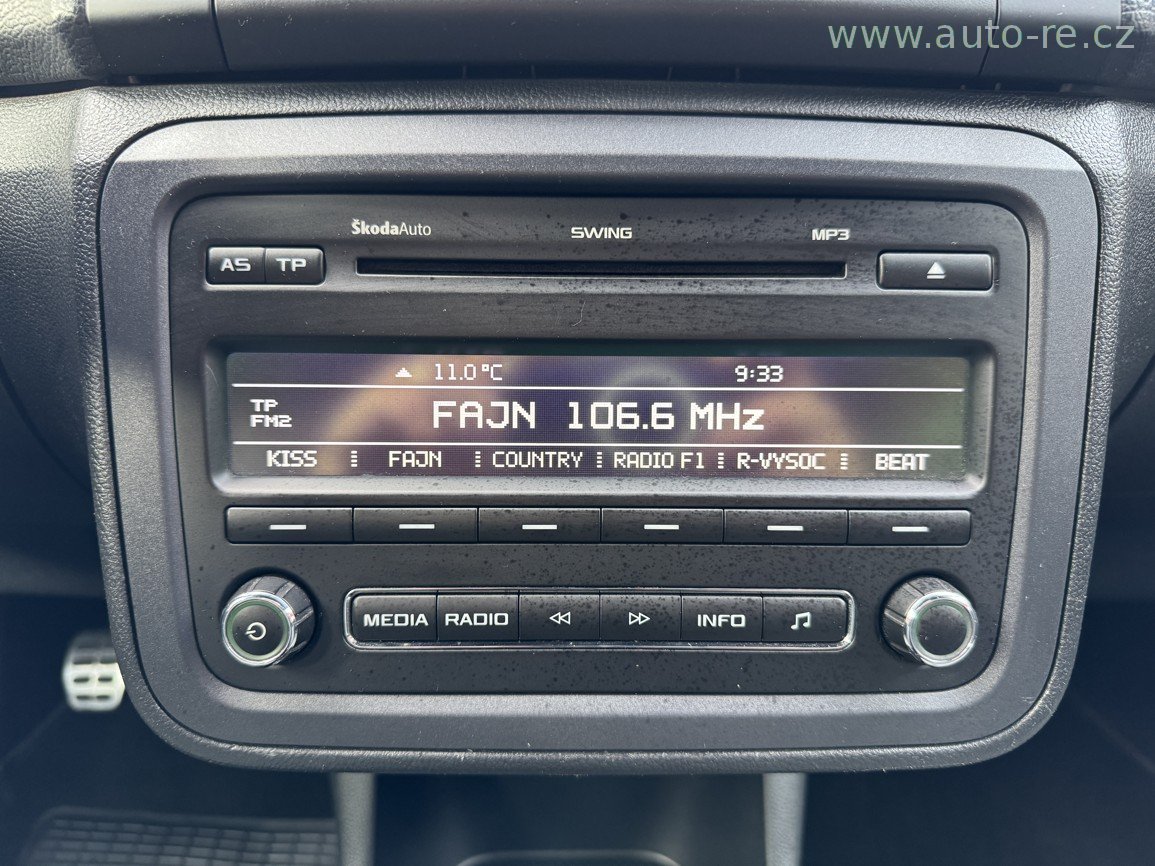 www.auto-re.cz
ŠkodaAuto SWING MP3
AS TP
11.0°C 9:33
TP
FM2
FAJN 106.6 MHz
KISS FAJN COUNTRY RADIO F1 R-VYSOC BEAT
MEDIA RADIO INFO